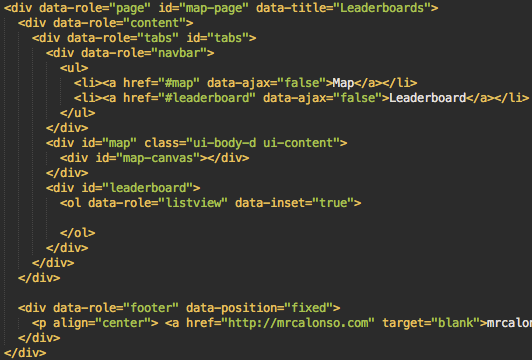 <div data-role="page" id="map-page" data-title="Leaderboards">
<div data-role="content">
<div data-role="tabs" id="tabs">
<div data-role="navbar">
<ul>
<li><a href="#map" data-ajax="false">Map</a></li>
<li><a href="#leaderboard" data-ajax="false">Leaderboard</a></li>
</ul>
</div>
<div id="map" class="ui-body-d ui-content">
<div id="map-canvas"></div>
</div>
<div id="leaderboard">
<ol data-role="listview" data-inset="true">
</ol>
</div>
</div>
</div>
<div data-role="footer" data-position="fixed">
<p align="center"> <a href="http://mrcalonso.com" target="blank">mrcalon
</div>
</div>